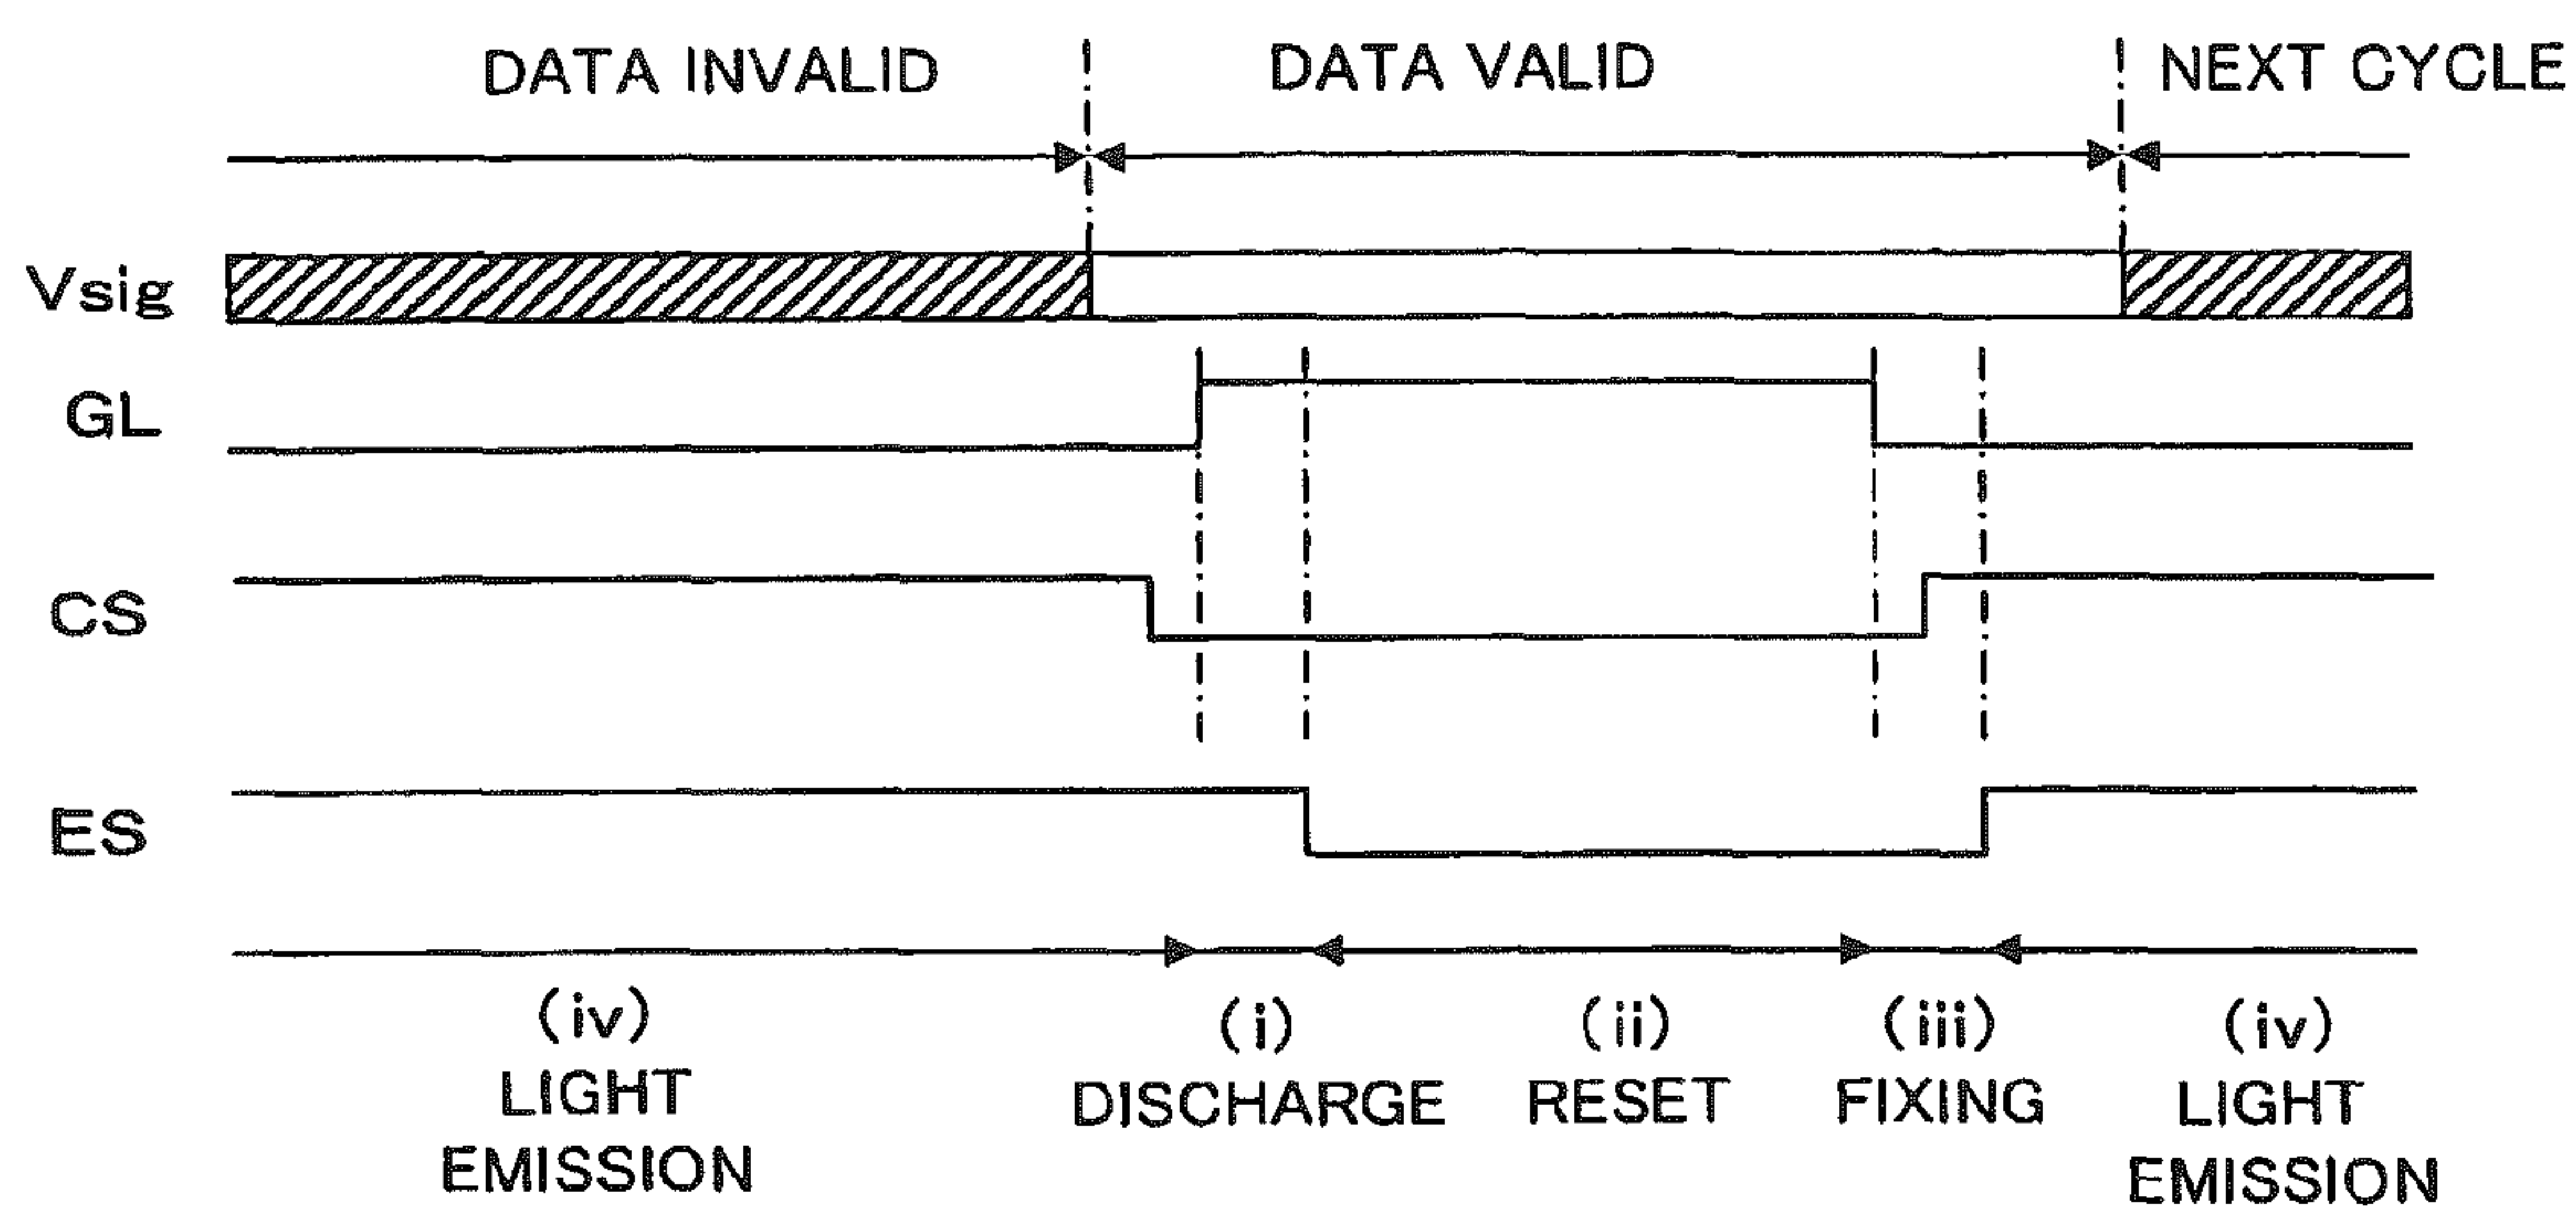 DATA INVALID DATA VALID NEXT CYCLE
Vsig
GL
CS
ES
(iv) (i) (ii) (iii) (iv)
LIGHT DISCHARGE RESET FIXING LIGHT
EMISSION EMISSION